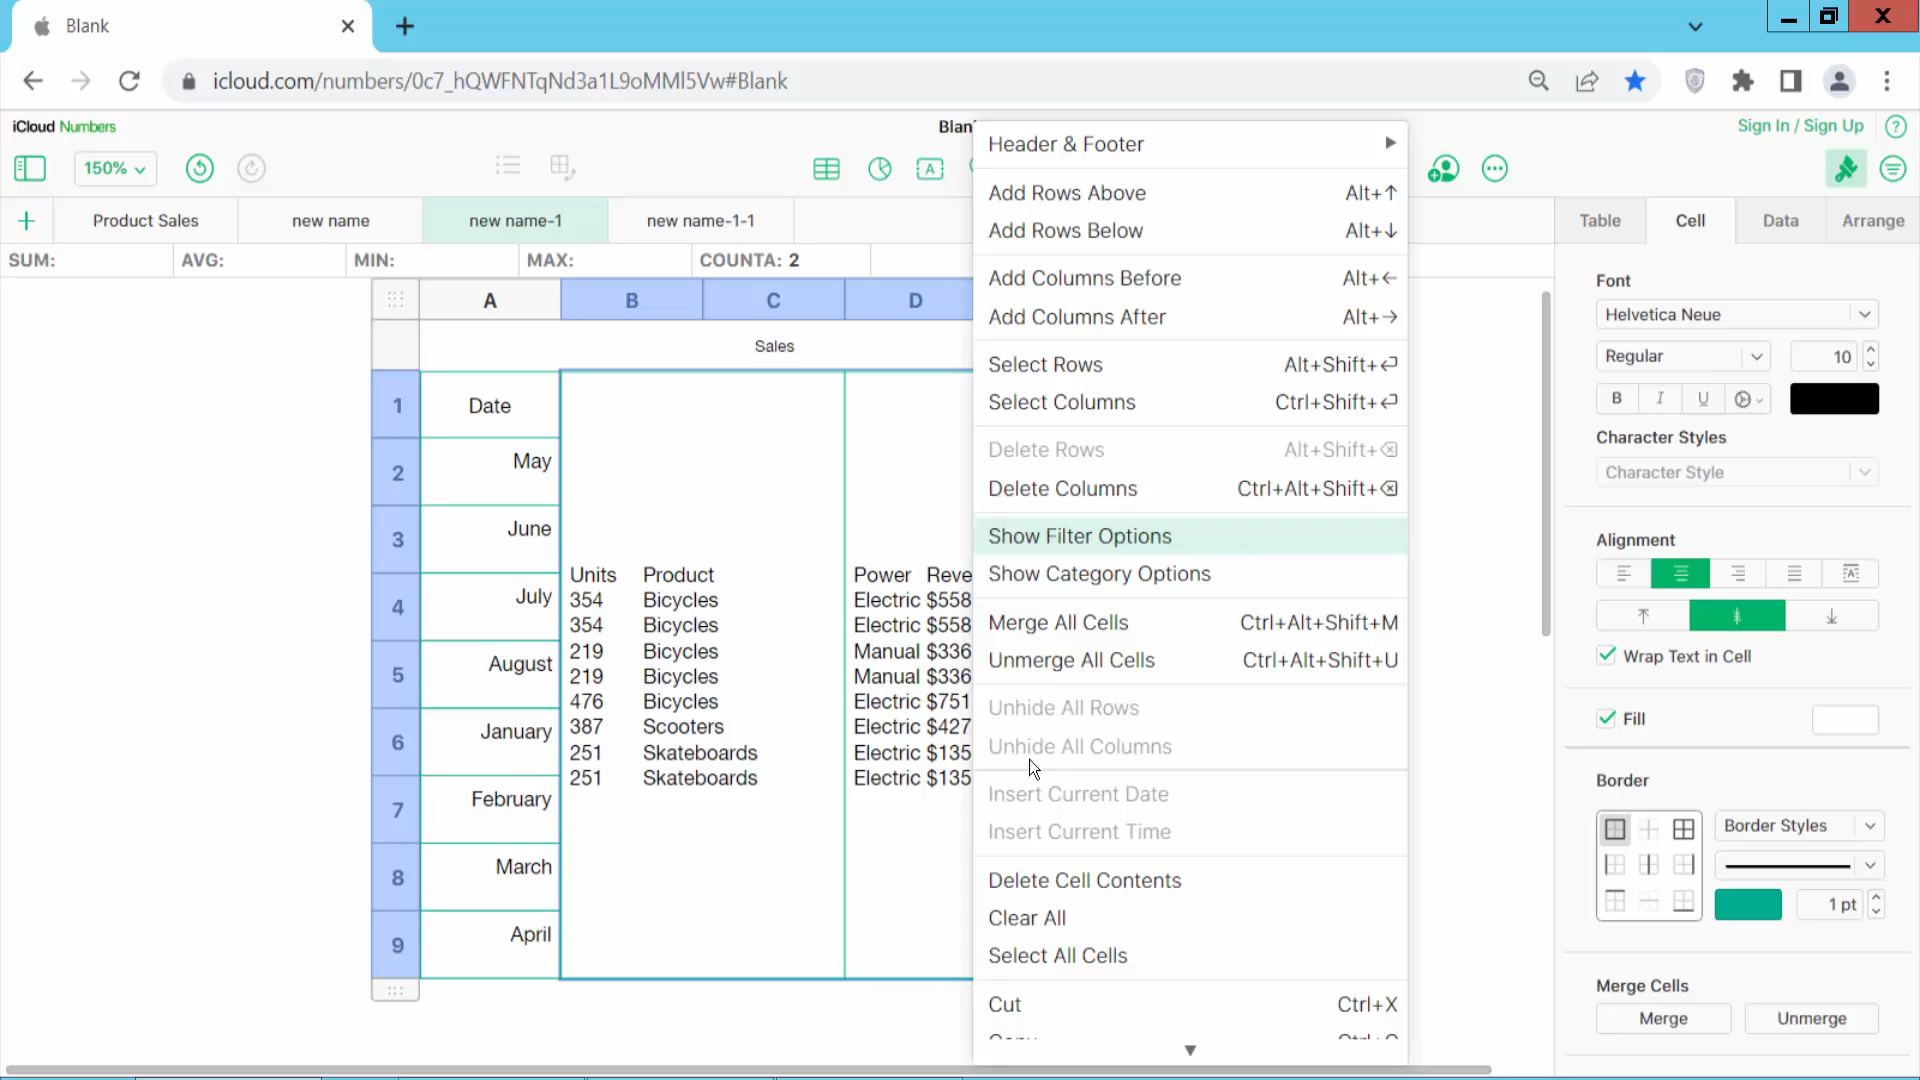 Blank
icloud.com/numbers/0c7_hQWFNTqNd3a1L9oMMl5Vw#Blank
iCloud Numbers
Sign In / Sign Up
150%
Product Sales
new name
new name-1
new name-1-1
Table
Cell
Data
Arrange
SUM:
AVG:
MIN:
MAX:
COUNTA: 2
A
B
C
D
Sales
1
Date
2
May
3
June
4
July
5
August
6
January
7
February
8
March
9
April
Units Product
354 Bicycles
354 Bicycles
219 Bicycles
219 Bicycles
476 Bicycles
387 Scooters
251 Skateboards
251 Skateboards
Power Reve
Electric $558
Electric $558
Manual $336
Manual $336
Electric $751
Electric $427
Electric $135
Electric $135
Header & Footer
Add Rows Above Alt+↑
Add Rows Below Alt+↓
Add Columns Before Alt+←
Add Columns After Alt+→
Select Rows Alt+Shift+↵
Select Columns Ctrl+Shift+↵
Delete Rows Alt+Shift+⌫
Delete Columns Ctrl+Alt+Shift+⌫
Show Filter Options
Show Category Options
Merge All Cells Ctrl+Alt+Shift+M
Unmerge All Cells Ctrl+Alt+Shift+U
Unhide All Rows
Unhide All Columns
Insert Current Date
Insert Current Time
Delete Cell Contents
Clear All
Select All Cells
Cut Ctrl+X
Font
Helvetica Neue
Regular
10
B I U
Character Styles
Character Style
Alignment
Wrap Text in Cell
Fill
Border
Border Styles
1 pt
Merge Cells
Merge
Unmerge